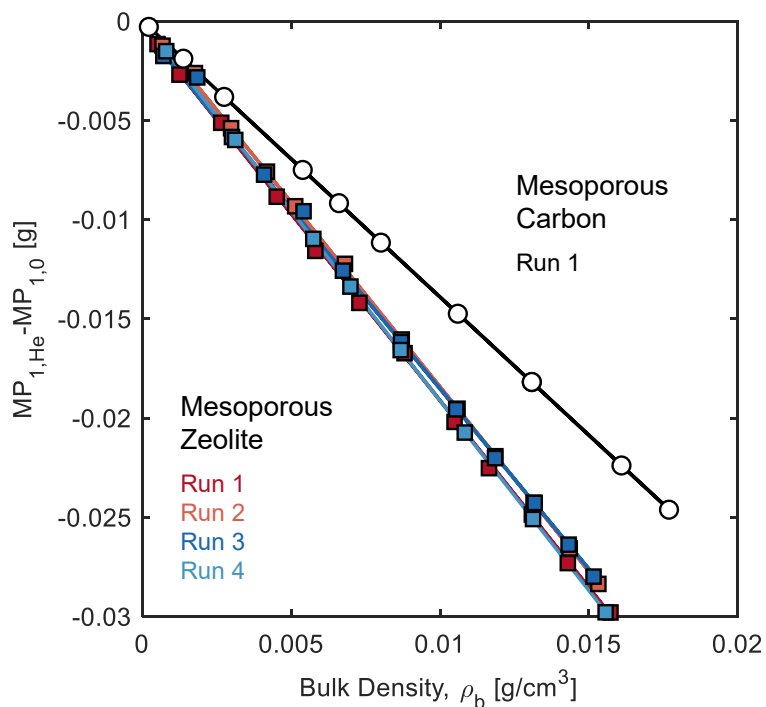 0
-0.005
-0.01
-0.015
-0.02
-0.025
-0.03
MP1,He-MP1,0 [g]
Mesoporous
Carbon
Run 1
Mesoporous
Zeolite
Run 1
Run 2
Run 3
Run 4
0 0.005 0.01 0.015 0.02
Bulk Density, ρb [g/cm3]